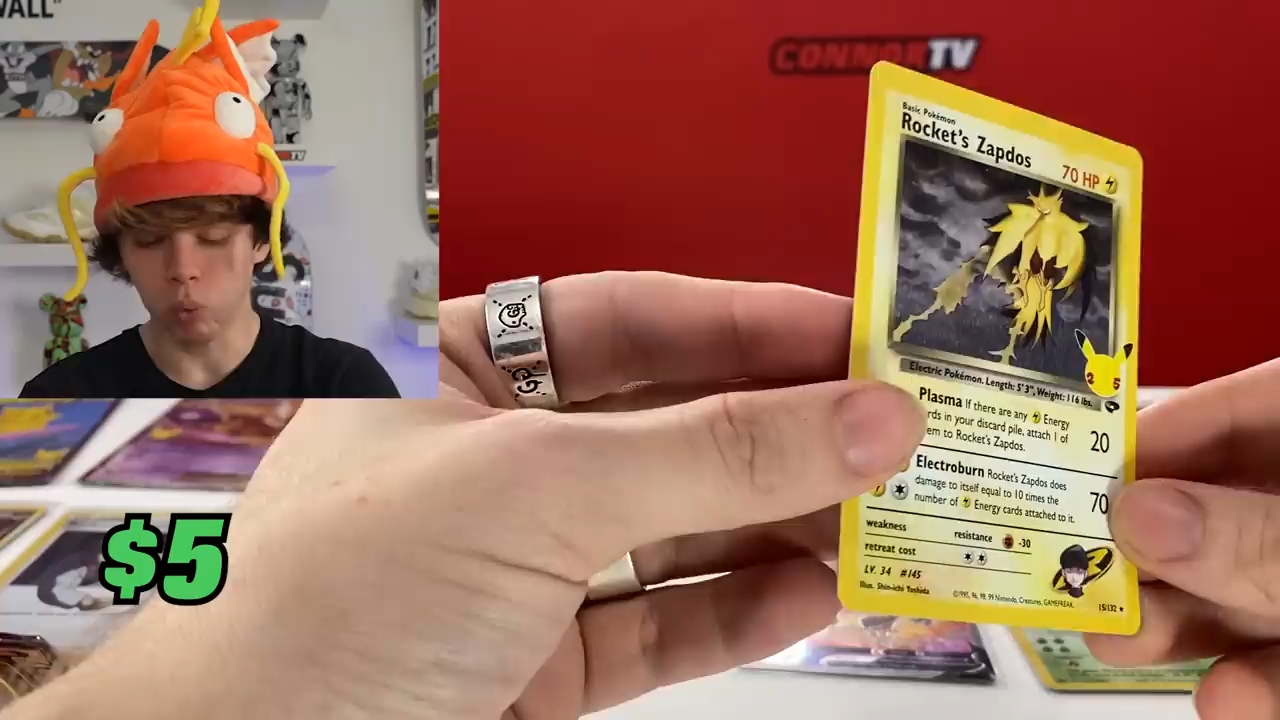 WALL"
CONNORTV
TV
Basic Pokémon
Rocket's Zapdos
70 HP
25
Electric Pokémon. Length: 5'3", Weight: 116 lbs.
Plasma If there are any Energy
rds in your discard pile, attach 1 of
em to Rocket's Zapdos.
20
Electroburn Rocket's Zapdos does
damage to itself equal to 10 times the
number of Energy cards attached to it.
70
weakness
resistance -30
retreat cost
LV. 34 #145
Illus. Shin-ichi Yoshida
©1995, 96, 98, 99 Nintendo, Creatures, GAMEFREAK.
15/132 ★
$5